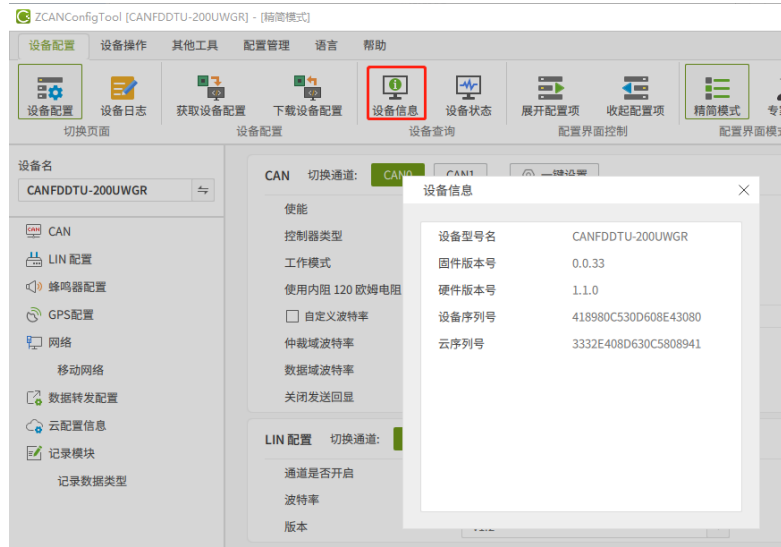 ZCANConfigTool [CANFDDTU-200UWGR] - [精简模式]
设备配置 设备操作 其他工具 配置管理 语言 帮助
设备配置 设备日志 获取设备配置 下载设备配置 设备信息 设备状态 展开配置项 收起配置项 精简模式
切换页面 设备配置 设备查询 配置界面控制 配置界面模
设备名
CANFDDTU-200UWGR
CAN
LIN 配置
蜂鸣器配置
GPS配置
网络
移动网络
数据转发配置
云配置信息
记录模块
记录数据类型
CAN 切换通道: CAN0 CAN1 一键设置
使能
控制器类型
工作模式
使用内阻 120 欧姆电阻
自定义波特率
仲裁域波特率
数据域波特率
关闭发送回显
LIN 配置 切换通道:
通道是否开启
波特率
版本
设备信息
设备型号名 CANFDDTU-200UWGR
固件版本号 0.0.33
硬件版本号 1.1.0
设备序列号 418980C530D608E43080
云序列号 3332E408D630C5808941